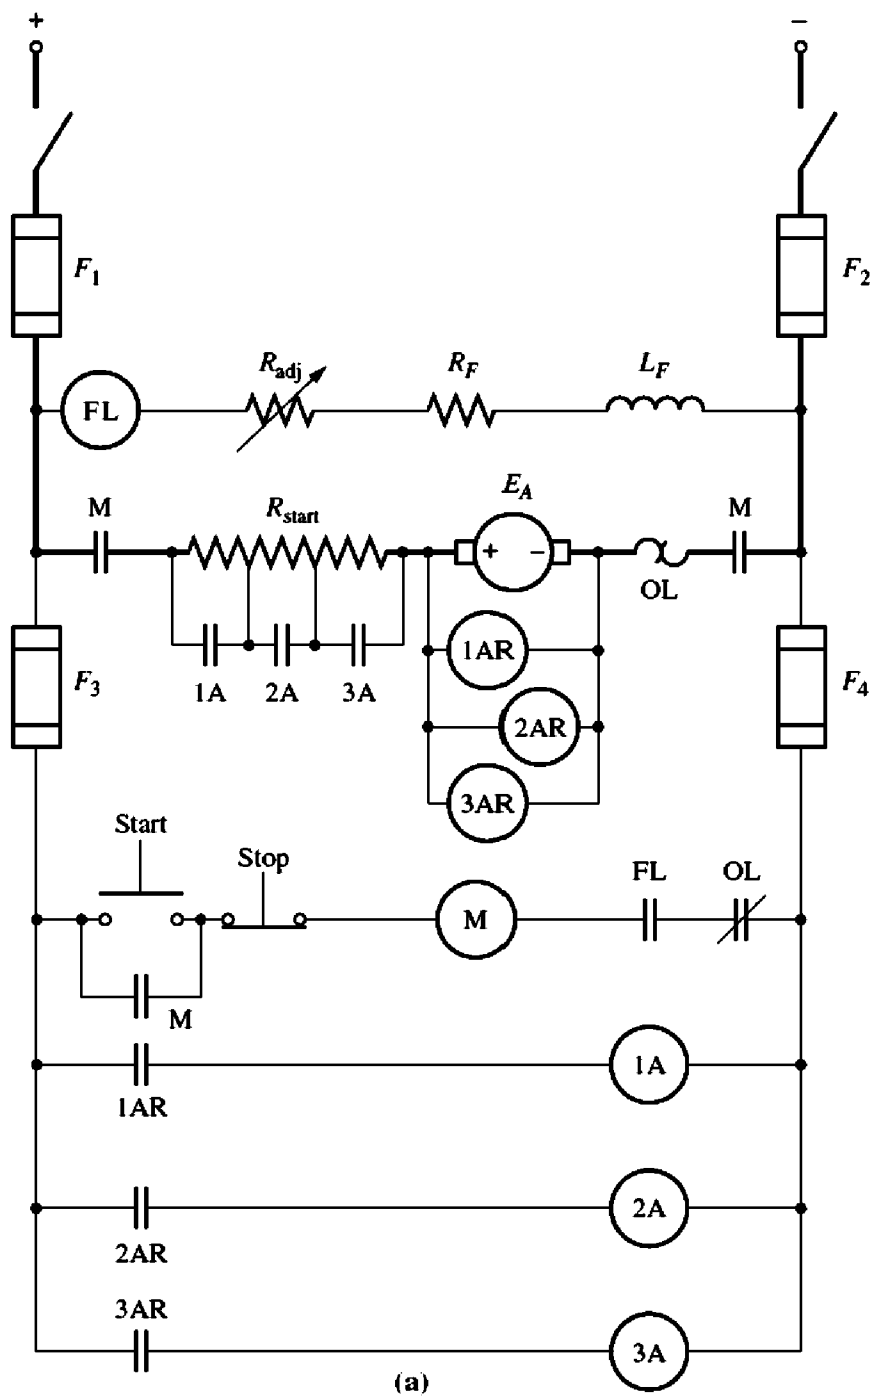 + −
F1 F2
Radj RF LF
FL
M Rstart EA M
+ −
OL
1A 2A 3A
1AR
2AR
3AR
F3 F4
Start
Stop
M FL OL
M
1AR 1A
2AR 2A
3AR 3A
(a)